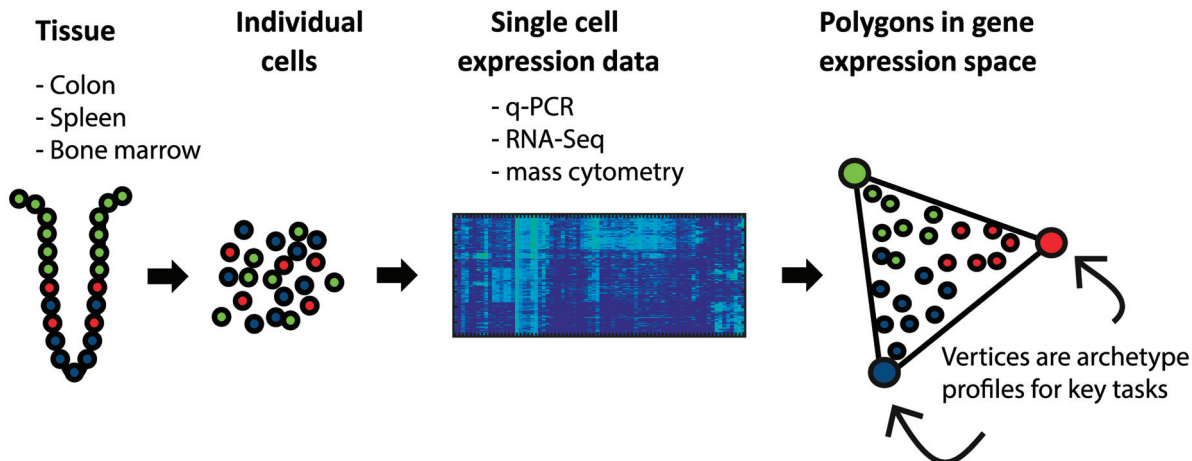 Tissue
- Colon
- Spleen
- Bone marrow
Individual
cells
Single cell
expression data
- q-PCR
- RNA-Seq
- mass cytometry
Polygons in gene
expression space
Vertices are archetype
profiles for key tasks